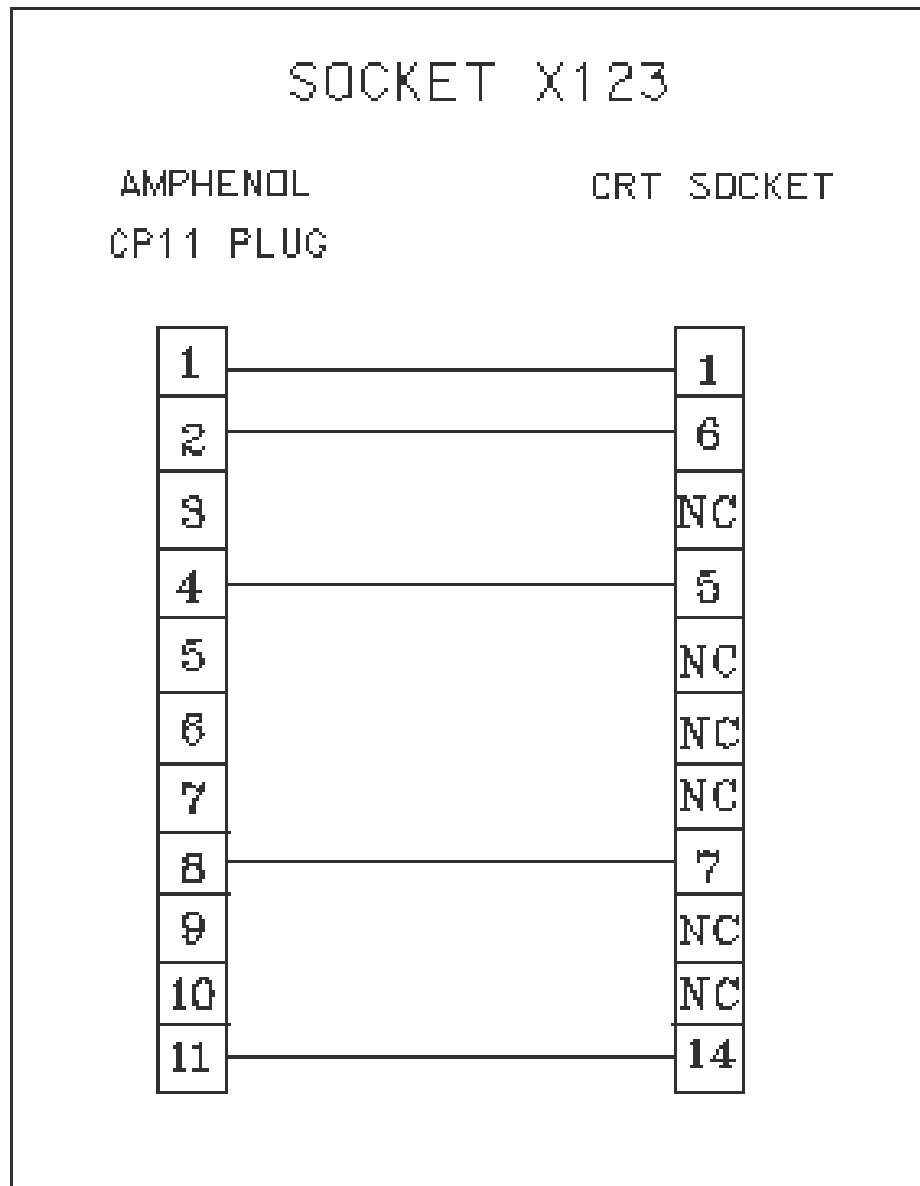 SOCKET X123
AMPHENOL CRT SOCKET
CP11 PLUG
1 1
2 6
3 NC
4 5
5 NC
6 NC
7 NC
8 7
9 NC
10 NC
11 14